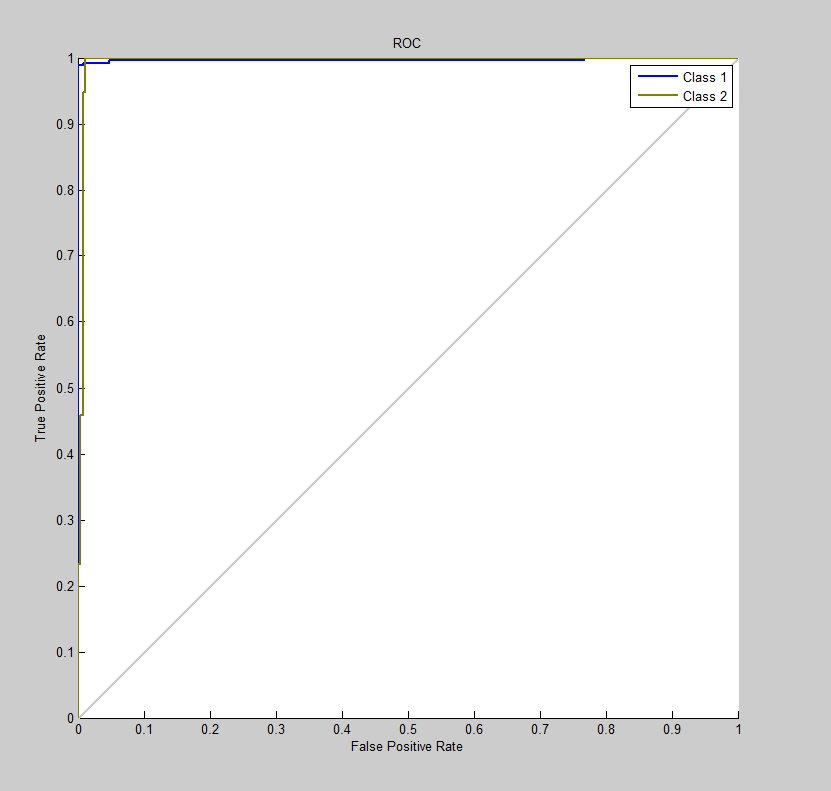 ROC
1
0.9
0.8
0.7
0.6
0.5
0.4
0.3
0.2
0.1
0
True Positive Rate
Class 1
Class 2
0 0.1 0.2 0.3 0.4 0.5 0.6 0.7 0.8 0.9 1
False Positive Rate